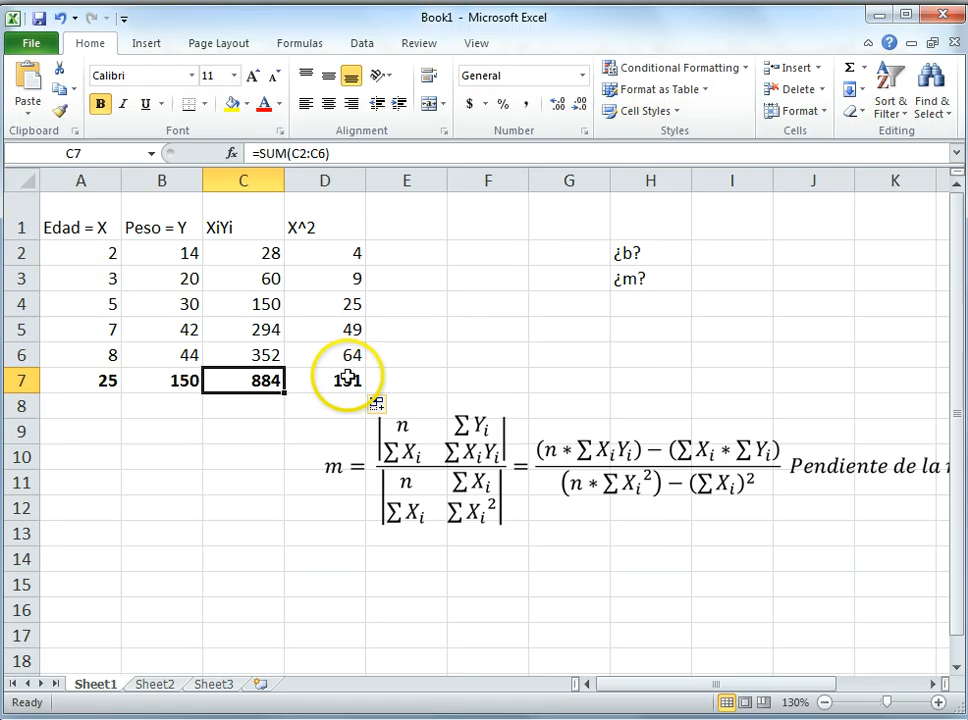 Book1 - Microsoft Excel
File Home Insert Page Layout Formulas Data Review View
Paste
Calibri 11
B I U A
General
$ % ,
Conditional Formatting
Format as Table
Cell Styles
Insert
Delete
Format
Σ
Sort & Filter
Find & Select
Clipboard Font Alignment Number Styles Cells Editing
C7 fx =SUM(C2:C6)
A B C D E F G H I J K
1 Edad = X Peso = Y XiYi X^2
2 2 14 28 4 ¿b?
3 3 20 60 9 ¿m?
4 5 30 150 25
5 7 42 294 49
6 8 44 352 64
7 25 150 884
8
9
10
11
12
13
14
15
16
17
18
m = |n ∑Yi ∑Xi ∑XiYi| / |n ∑Xi ∑Xi²| = (n * ∑XiYi) − (∑Xi * ∑Yi) / (n * ∑Xi²) − (∑Xi)² Pendiente de la
Sheet1 Sheet2 Sheet3
Ready 130%